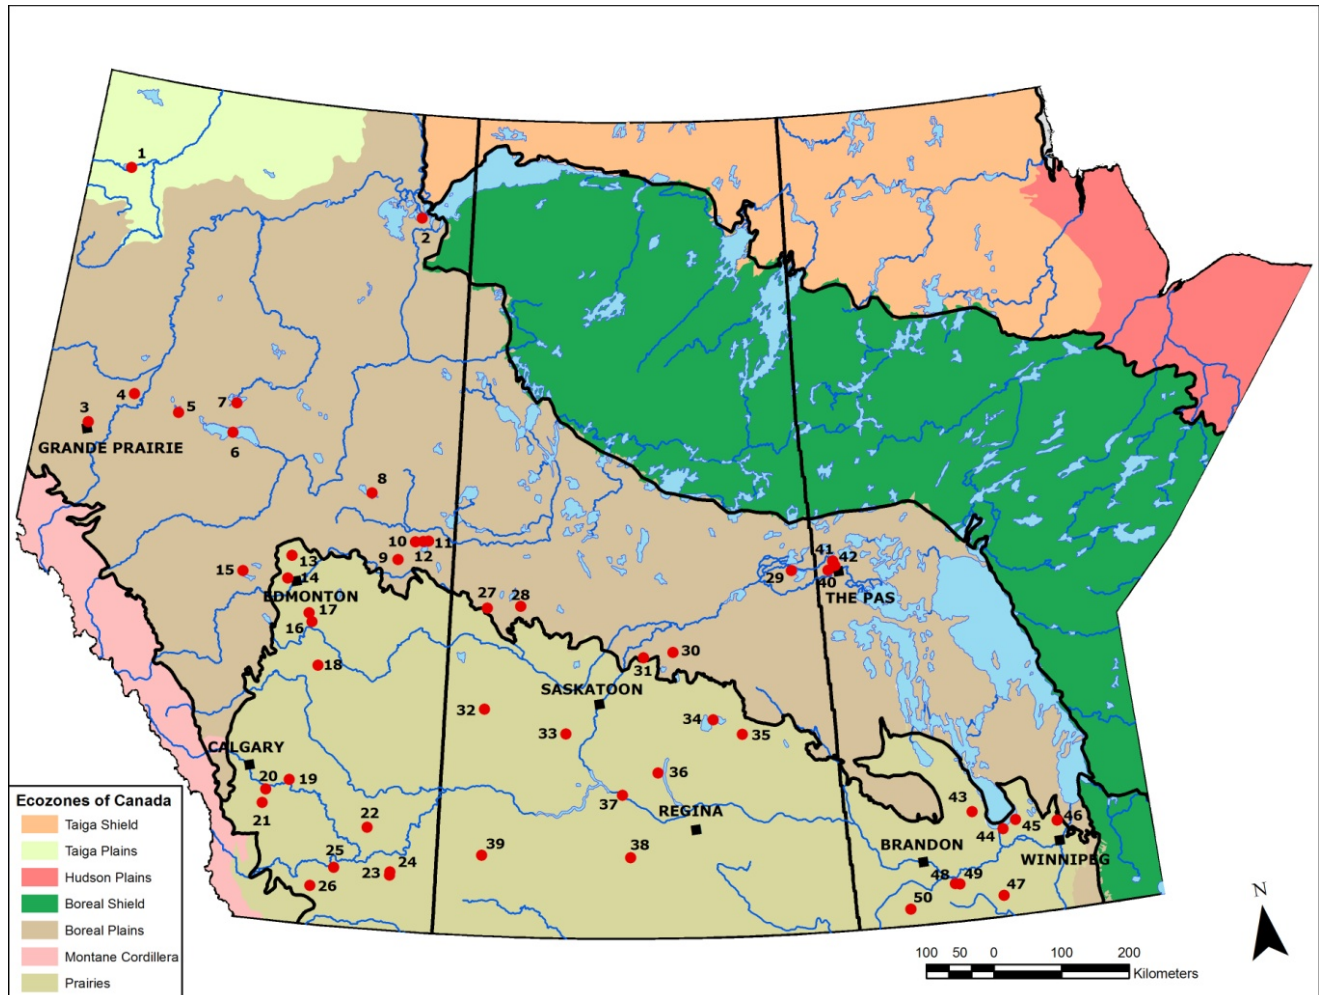 1
2
3
4
5
7
6
GRANDE PRAIRIE
8
10
11
12
9
13
14
15
EDMONTON
17
16
18
27
28
29
41
42
40
THE PAS
30
31
SASKATOON
32
33
34
35
CALGARY
20
19
21
22
36
37
REGINA
38
39
25
24
23
26
43
44
45
46
BRANDON
WINNIPEG
48
49
47
50
Ecozones of Canada
Taiga Shield
Taiga Plains
Hudson Plains
Boreal Shield
Boreal Plains
Montane Cordillera
Prairies
N
100 50 0 100 200
Kilometers